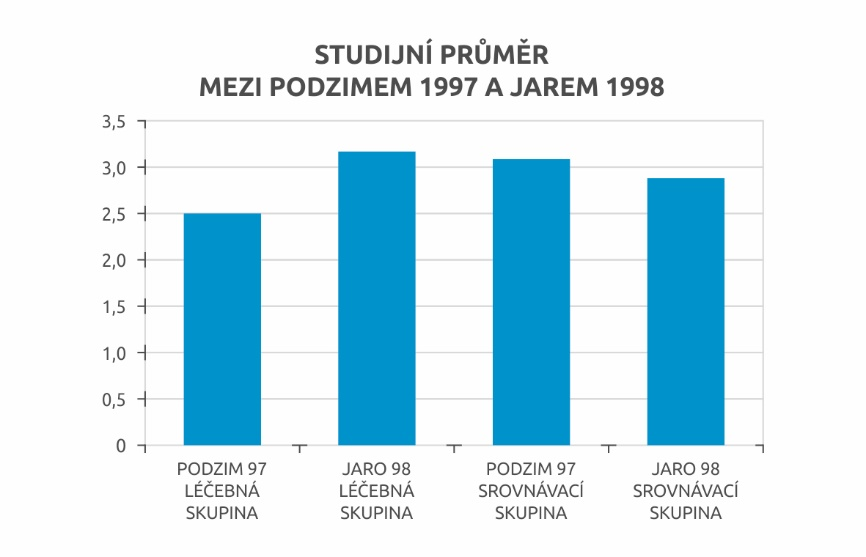 STUDIJNÍ PRŮMĚR
MEZI PODZIMEM 1997 A JAREM 1998
3,5
3,0
2,5
2,0
1,5
1,0
0,5
0
PODZIM 97
LÉČEBNÁ
SKUPINA
JARO 98
LÉČEBNÁ
SKUPINA
PODZIM 97
SROVNÁVACÍ
SKUPINA
JARO 98
SROVNÁVACÍ
SKUPINA